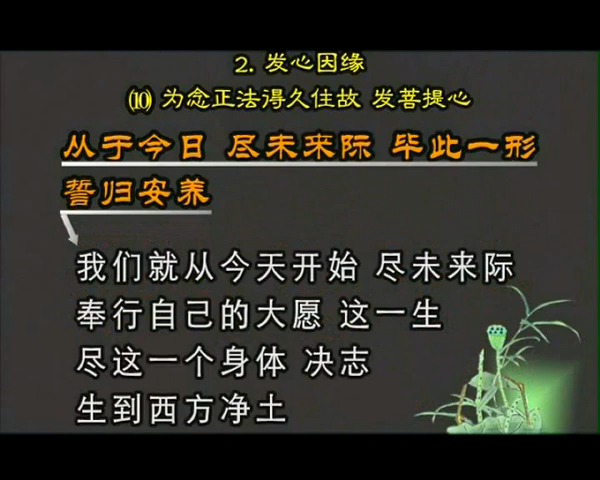 2. 发心因缘
⑽ 为念正法得久住故 发菩提心
从于今日 尽未来际 毕此一形
誓归安养
我们就从今天开始 尽未来际
奉行自己的大愿 这一生
尽这一个身体 决志
生到西方净土